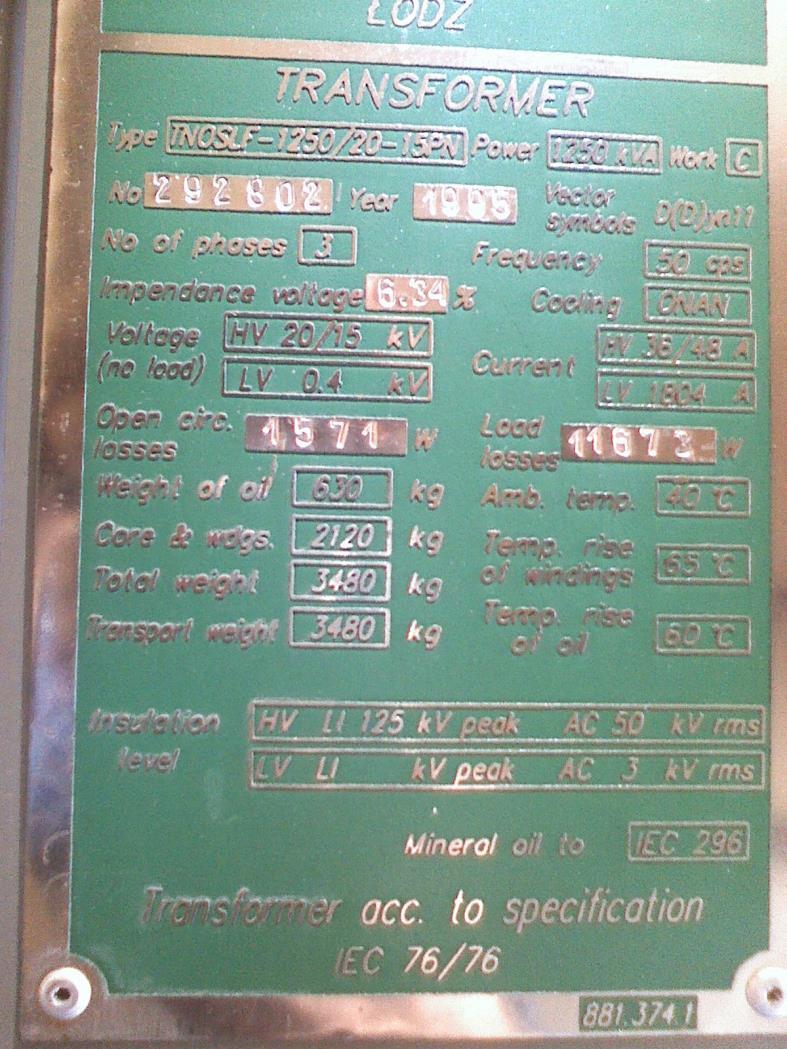 ŁÓDŹ
TRANSFORMER
Type TNOSLF-1250/20-15PN Power 1250 kVA Work C
No 292802 Year Vector symbols D(D)yn11
No of phases 3 Frequency 50 cps
Impendance voltage 6.34 % Cooling ONAN
Voltage (no load) HV 20/15 kV Current HV 36/48 A
LV 0.4 kV LV 1804 A
Open circ. losses 1571 W Load losses 11673 W
Weight of oil 630 kg Amb. temp. 40 °C
Core & wdgs. 2120 kg Temp. rise of windings 65 °C
Total weight 3480 kg
Transport weight 3480 kg Temp. rise of oil 60 °C
Insulation level HV LI 125 kV peak AC 50 kV rms
LV LI kV peak AC 3 kV rms
Mineral oil to IEC 296
Transformer acc. to specification
IEC 76/76
881.374.1